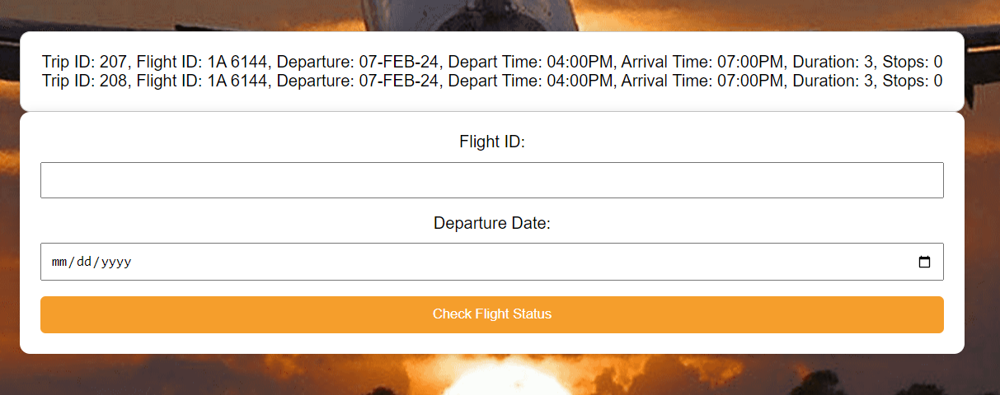 Trip ID: 207, Flight ID: 1A 6144, Departure: 07-FEB-24, Depart Time: 04:00PM, Arrival Time: 07:00PM, Duration: 3, Stops: 0
Trip ID: 208, Flight ID: 1A 6144, Departure: 07-FEB-24, Depart Time: 04:00PM, Arrival Time: 07:00PM, Duration: 3, Stops: 0
Flight ID:
Departure Date:
mm/dd/yyyy
Check Flight Status